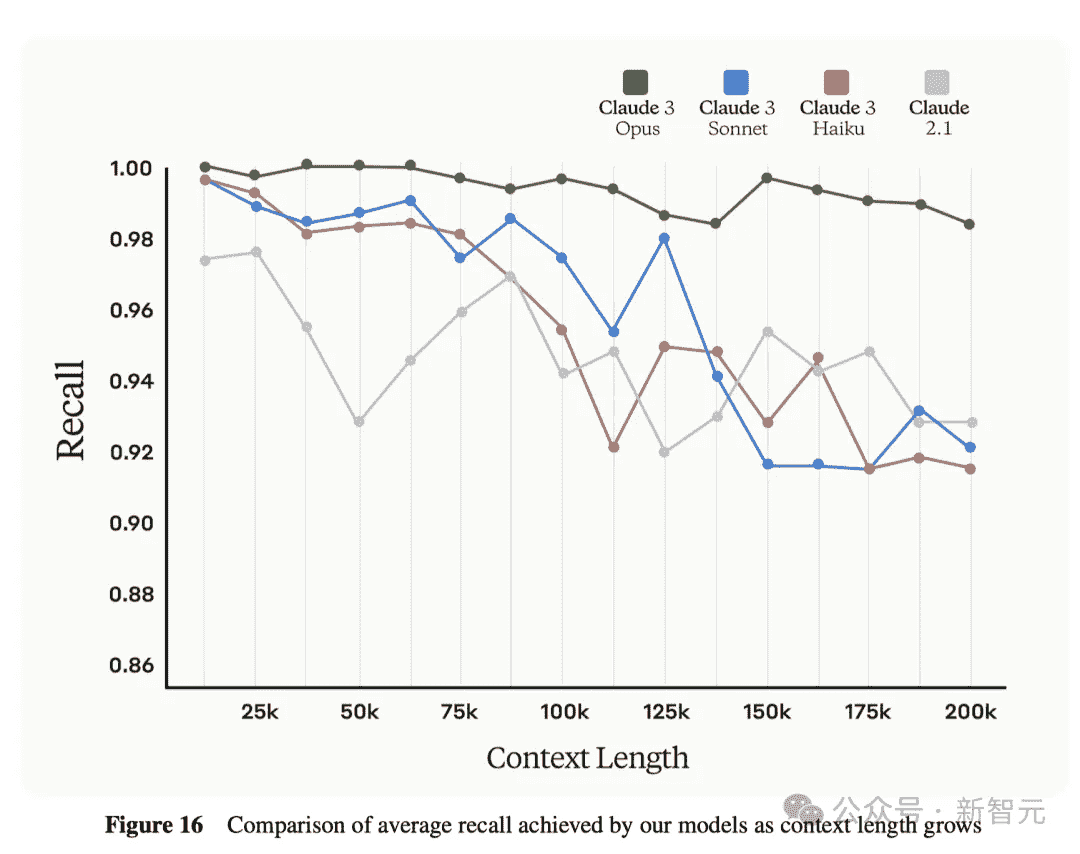 Claude 3 Claude 3 Claude 3 Claude
Opus Sonnet Haiku 2.1
1.00
0.98
0.96
0.94
0.92
0.90
0.88
0.86
Recall
25k 50k 75k 100k 125k 150k 175k 200k
Context Length
公众号 · 新智元
Figure 16 Comparison of average recall achieved by our models as context length grows